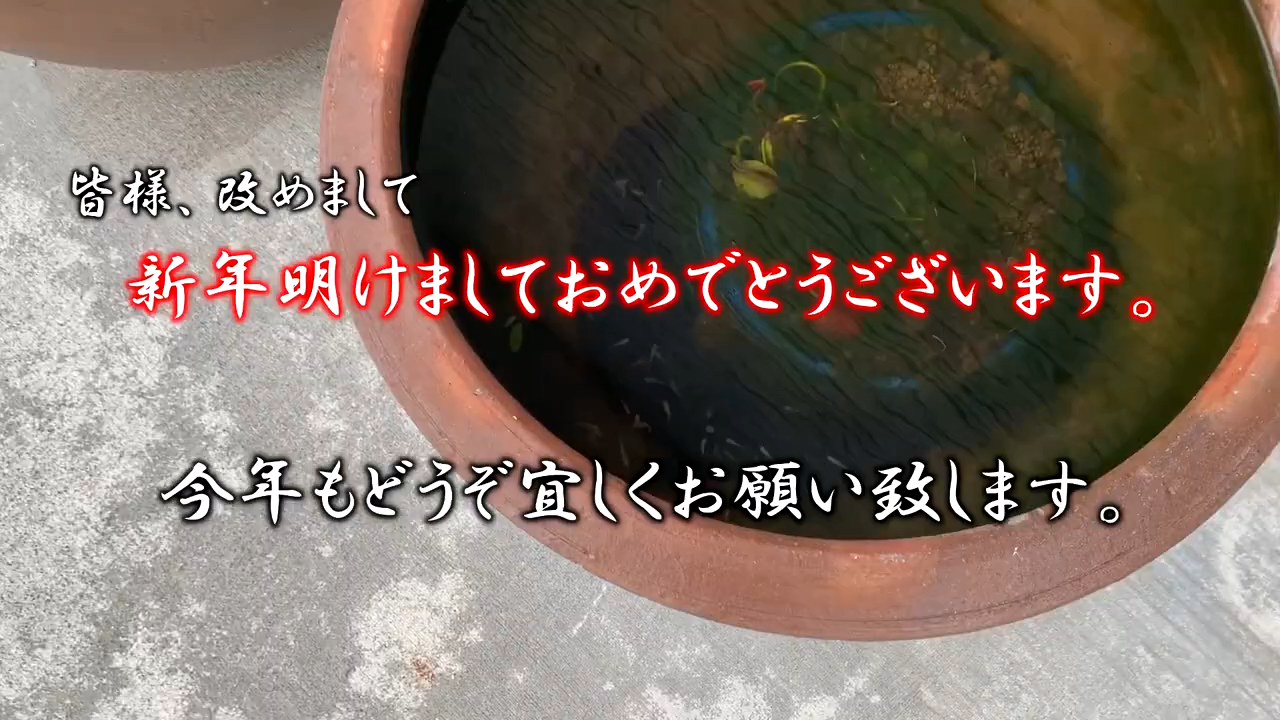 皆様、改めまして
新年明けましておめでとうございます。
今年もどうぞ宜しくお願い致します。